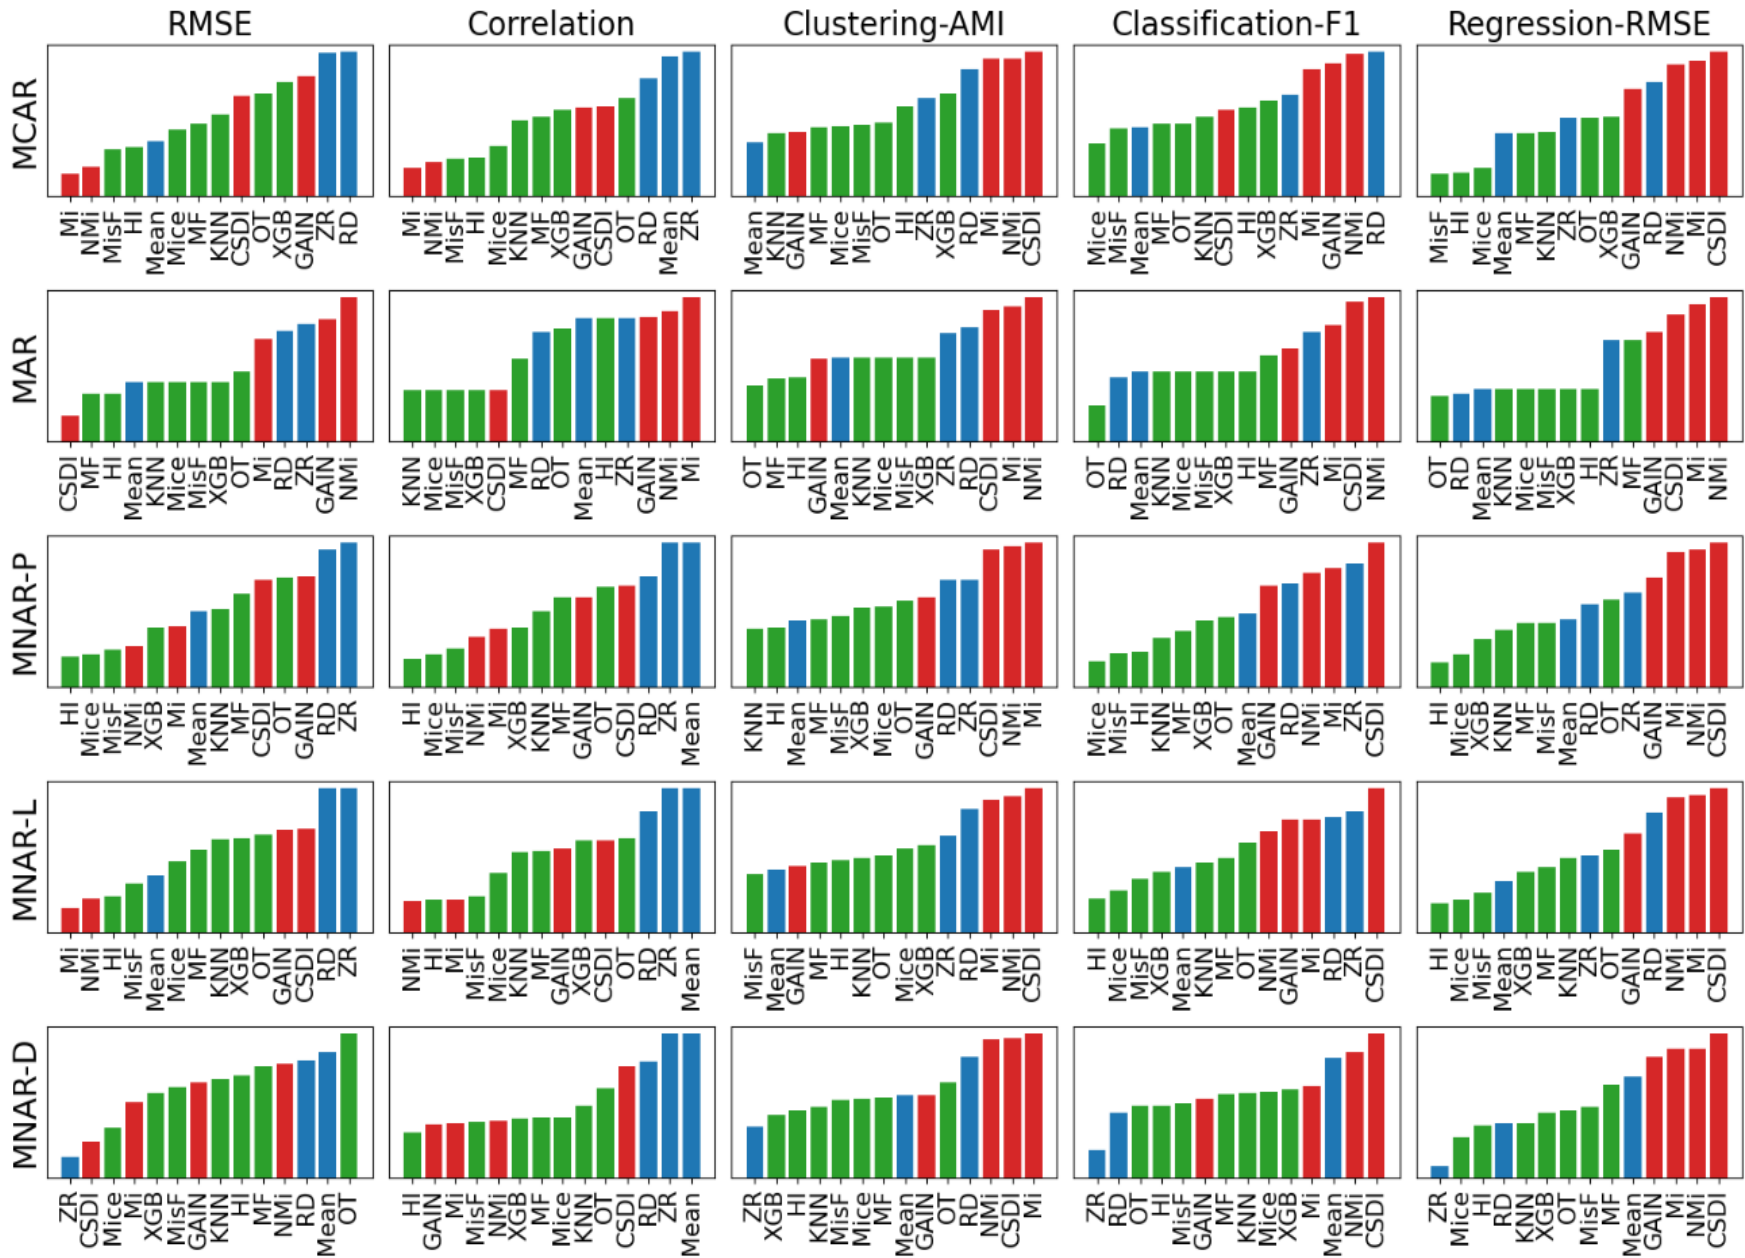 RMSE Correlation Clustering-AMI Classification-F1 Regression-RMSE
MCAR
Mi NMi MisF HI Mean Mice MF KNN CSDI OT XGB GAIN ZR RD
Mi NMi MisF HI Mice KNN MF XGB GAIN CSDI OT RD Mean ZR
Mean KNN GAIN MF Mice MisF OT HI ZR XGB RD Mi NMi CSDI
Mice MisF Mean MF OT KNN CSDI HI XGB ZR Mi GAIN NMi RD
MisF HI Mice Mean MF KNN ZR OT XGB GAIN RD NMi Mi CSDI
MAR
CSDI MF HI Mean KNN Mice MisF XGB OT Mi RD ZR GAIN NMi
KNN Mice MisF XGB CSDI MF RD OT Mean HI ZR GAIN NMi Mi
OT MF HI GAIN Mean KNN Mice MisF XGB ZR RD CSDI Mi NMi
OT RD Mean KNN Mice MisF XGB HI MF GAIN ZR Mi CSDI NMi
OT RD Mean KNN Mice MisF XGB HI ZR MF GAIN CSDI Mi NMi
MNAR-P
HI Mice MisF NMi XGB Mi Mean KNN MF CSDI OT GAIN RD ZR
HI Mice MisF NMi Mi XGB KNN MF GAIN OT CSDI RD ZR Mean
KNN HI Mean MF MisF XGB Mice OT GAIN RD ZR CSDI NMi Mi
Mice MisF HI KNN MF XGB OT Mean GAIN RD NMi Mi ZR CSDI
HI Mice XGB KNN MF MisF Mean RD OT ZR GAIN Mi NMi CSDI
MNAR-L
Mi NMi HI MisF Mean Mice MF KNN XGB OT GAIN CSDI RD ZR
NMi HI Mi MisF Mice KNN MF GAIN XGB CSDI OT RD ZR Mean
MisF Mean GAIN MF HI KNN OT Mice XGB ZR RD Mi NMi CSDI
HI Mice MisF XGB Mean KNN MF OT NMi GAIN Mi RD ZR CSDI
HI Mice MisF Mean XGB MF KNN ZR OT GAIN RD NMi Mi CSDI
MNAR-D
ZR CSDI Mice Mi XGB MisF GAIN KNN HI MF NMi RD Mean OT
HI GAIN Mi MisF NMi XGB MF Mice KNN OT CSDI RD ZR Mean
ZR XGB HI KNN MisF Mice MF Mean GAIN OT RD NMi CSDI Mi
ZR RD OT HI MisF GAIN MF KNN Mice XGB Mi Mean NMi CSDI
ZR Mice HI RD KNN XGB OT MisF MF Mean GAIN Mi NMi CSDI